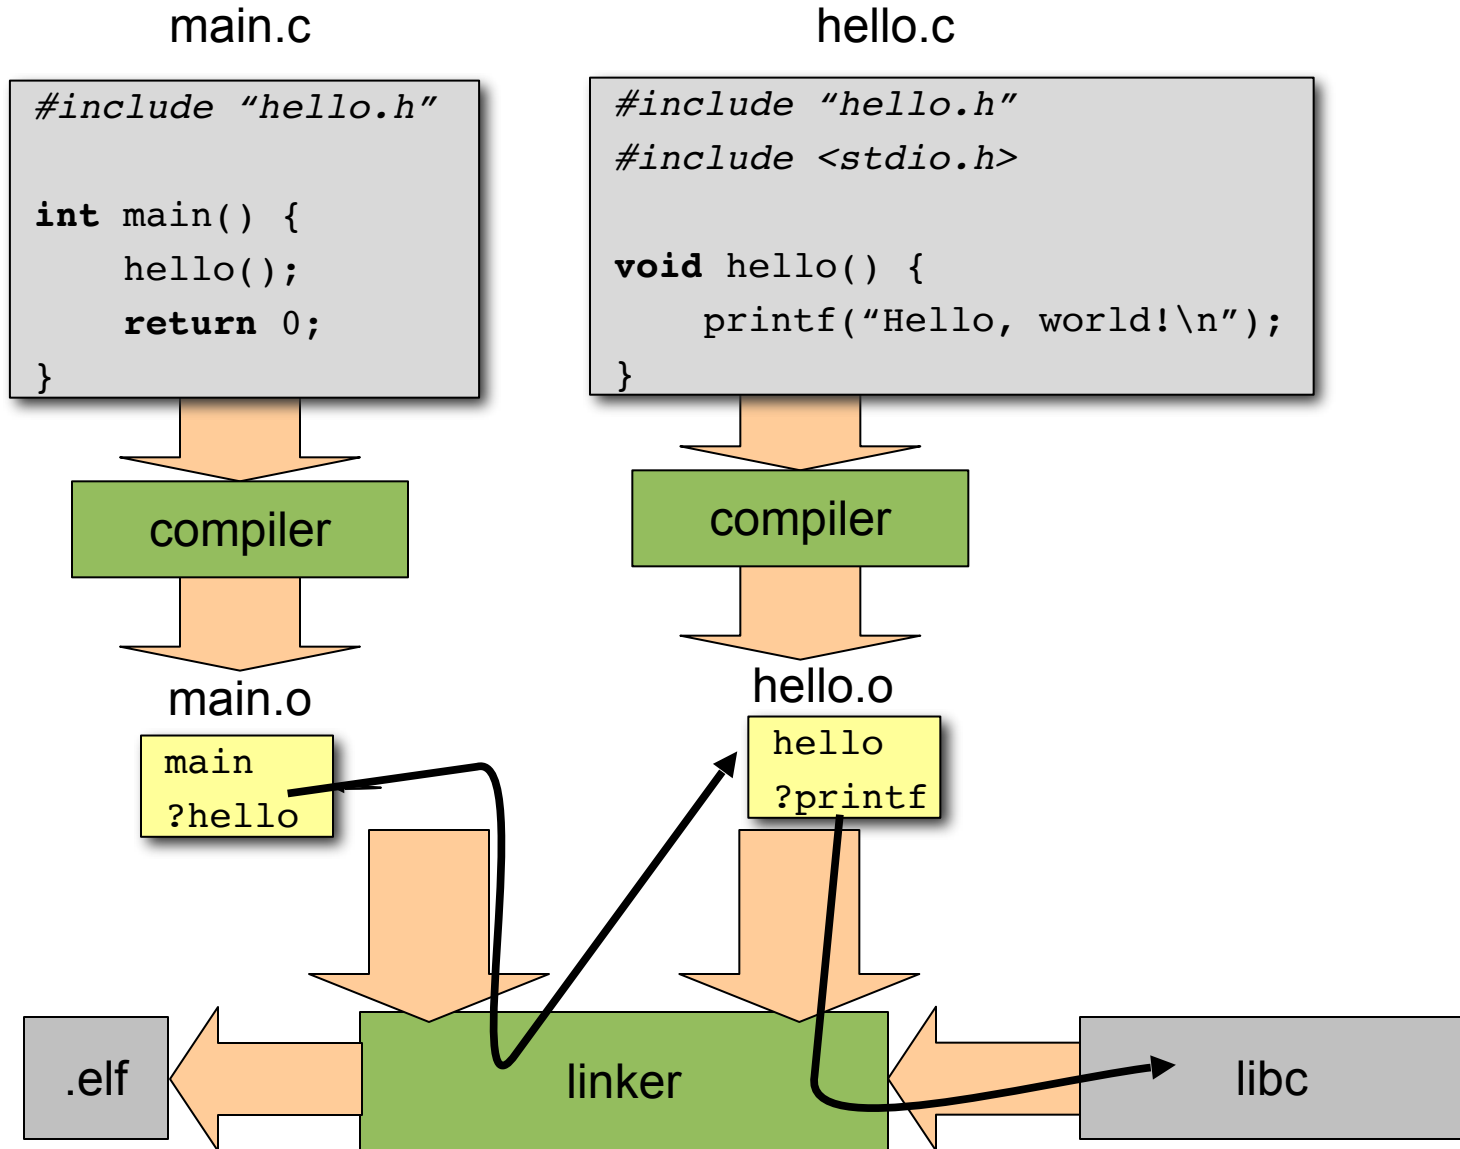 main.c
#include “hello.h”
int main() {
hello();
return 0;
}
hello.c
#include “hello.h”
#include <stdio.h>
void hello() {
printf(“Hello, world!\n”);
}
compiler
compiler
main.o
main
?hello
hello.o
hello
?printf
.elf
linker
libc